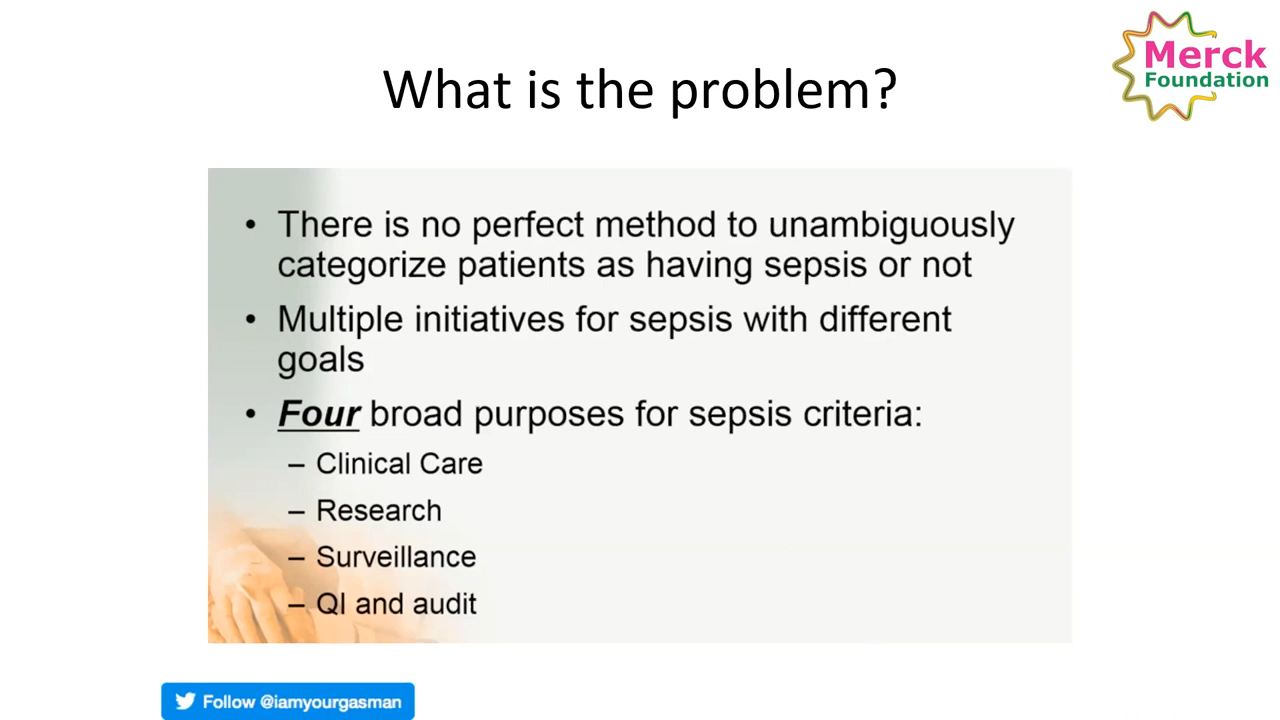 What is the problem?
Merck
Foundation
• There is no perfect method to unambiguously
categorize patients as having sepsis or not
• Multiple initiatives for sepsis with different
goals
• Four broad purposes for sepsis criteria:
– Clinical Care
– Research
– Surveillance
– QI and audit
Follow @iamyourgasman